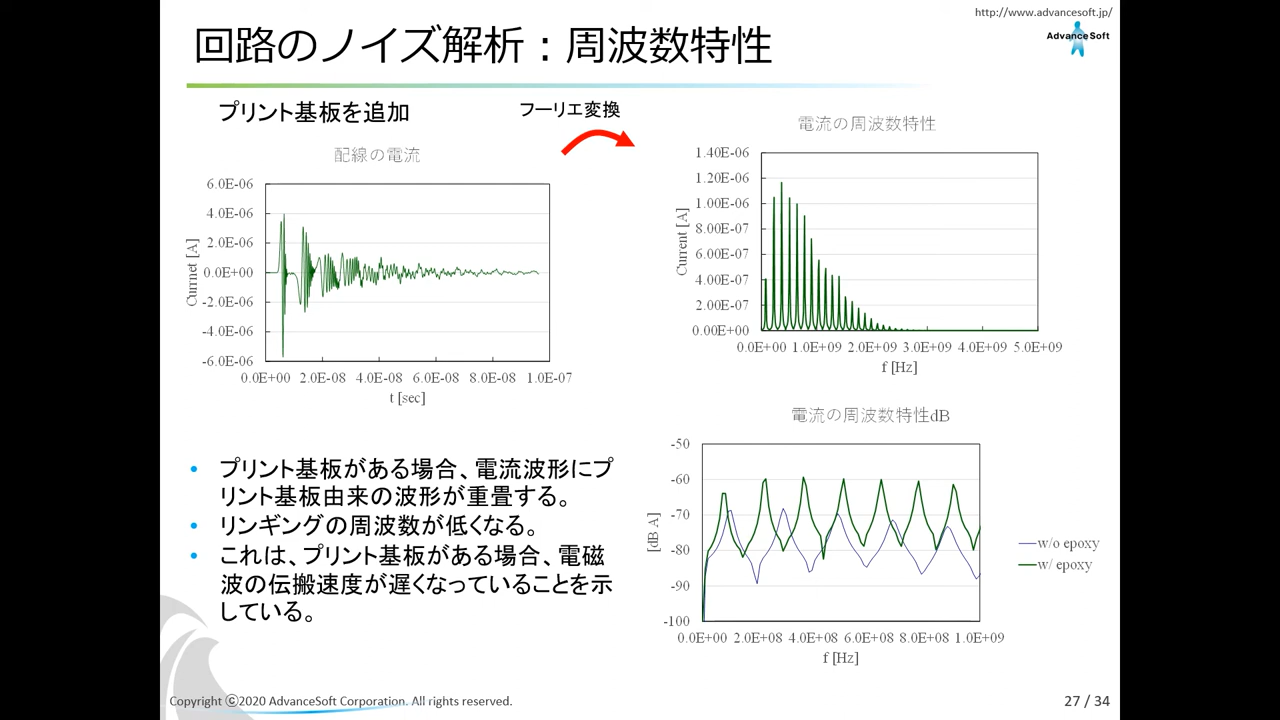 http://www.advancesoft.jp/
AdvanceSoft
回路のノイズ解析：周波数特性
プリント基板を追加
フーリエ変換
配線の電流
6.0E-06
4.0E-06
2.0E-06
0.0E+00
-2.0E-06
-4.0E-06
-6.0E-06
Curnet [A]
0.0E+00 2.0E-08 4.0E-08 6.0E-08 8.0E-08 1.0E-07
t [sec]
電流の周波数特性
1.40E-06
1.20E-06
1.00E-06
8.00E-07
6.00E-07
4.00E-07
2.00E-07
0.00E+00
Current [A]
0.0E+00 1.0E+09 2.0E+09 3.0E+09 4.0E+09 5.0E+09
f [Hz]
電流の周波数特性dB
-50
-60
-70
-80
-90
-100
[dB A]
0.0E+00 2.0E+08 4.0E+08 6.0E+08 8.0E+08 1.0E+09
f [Hz]
w/o epoxy
w/ epoxy
• プリント基板がある場合、電流波形にプ
リント基板由来の波形が重畳する。
• リンギングの周波数が低くなる。
• これは、プリント基板がある場合、電磁
波の伝搬速度が遅くなっていることを示
している。
Copyright ©2020 AdvanceSoft Corporation. All rights reserved.
27 / 34